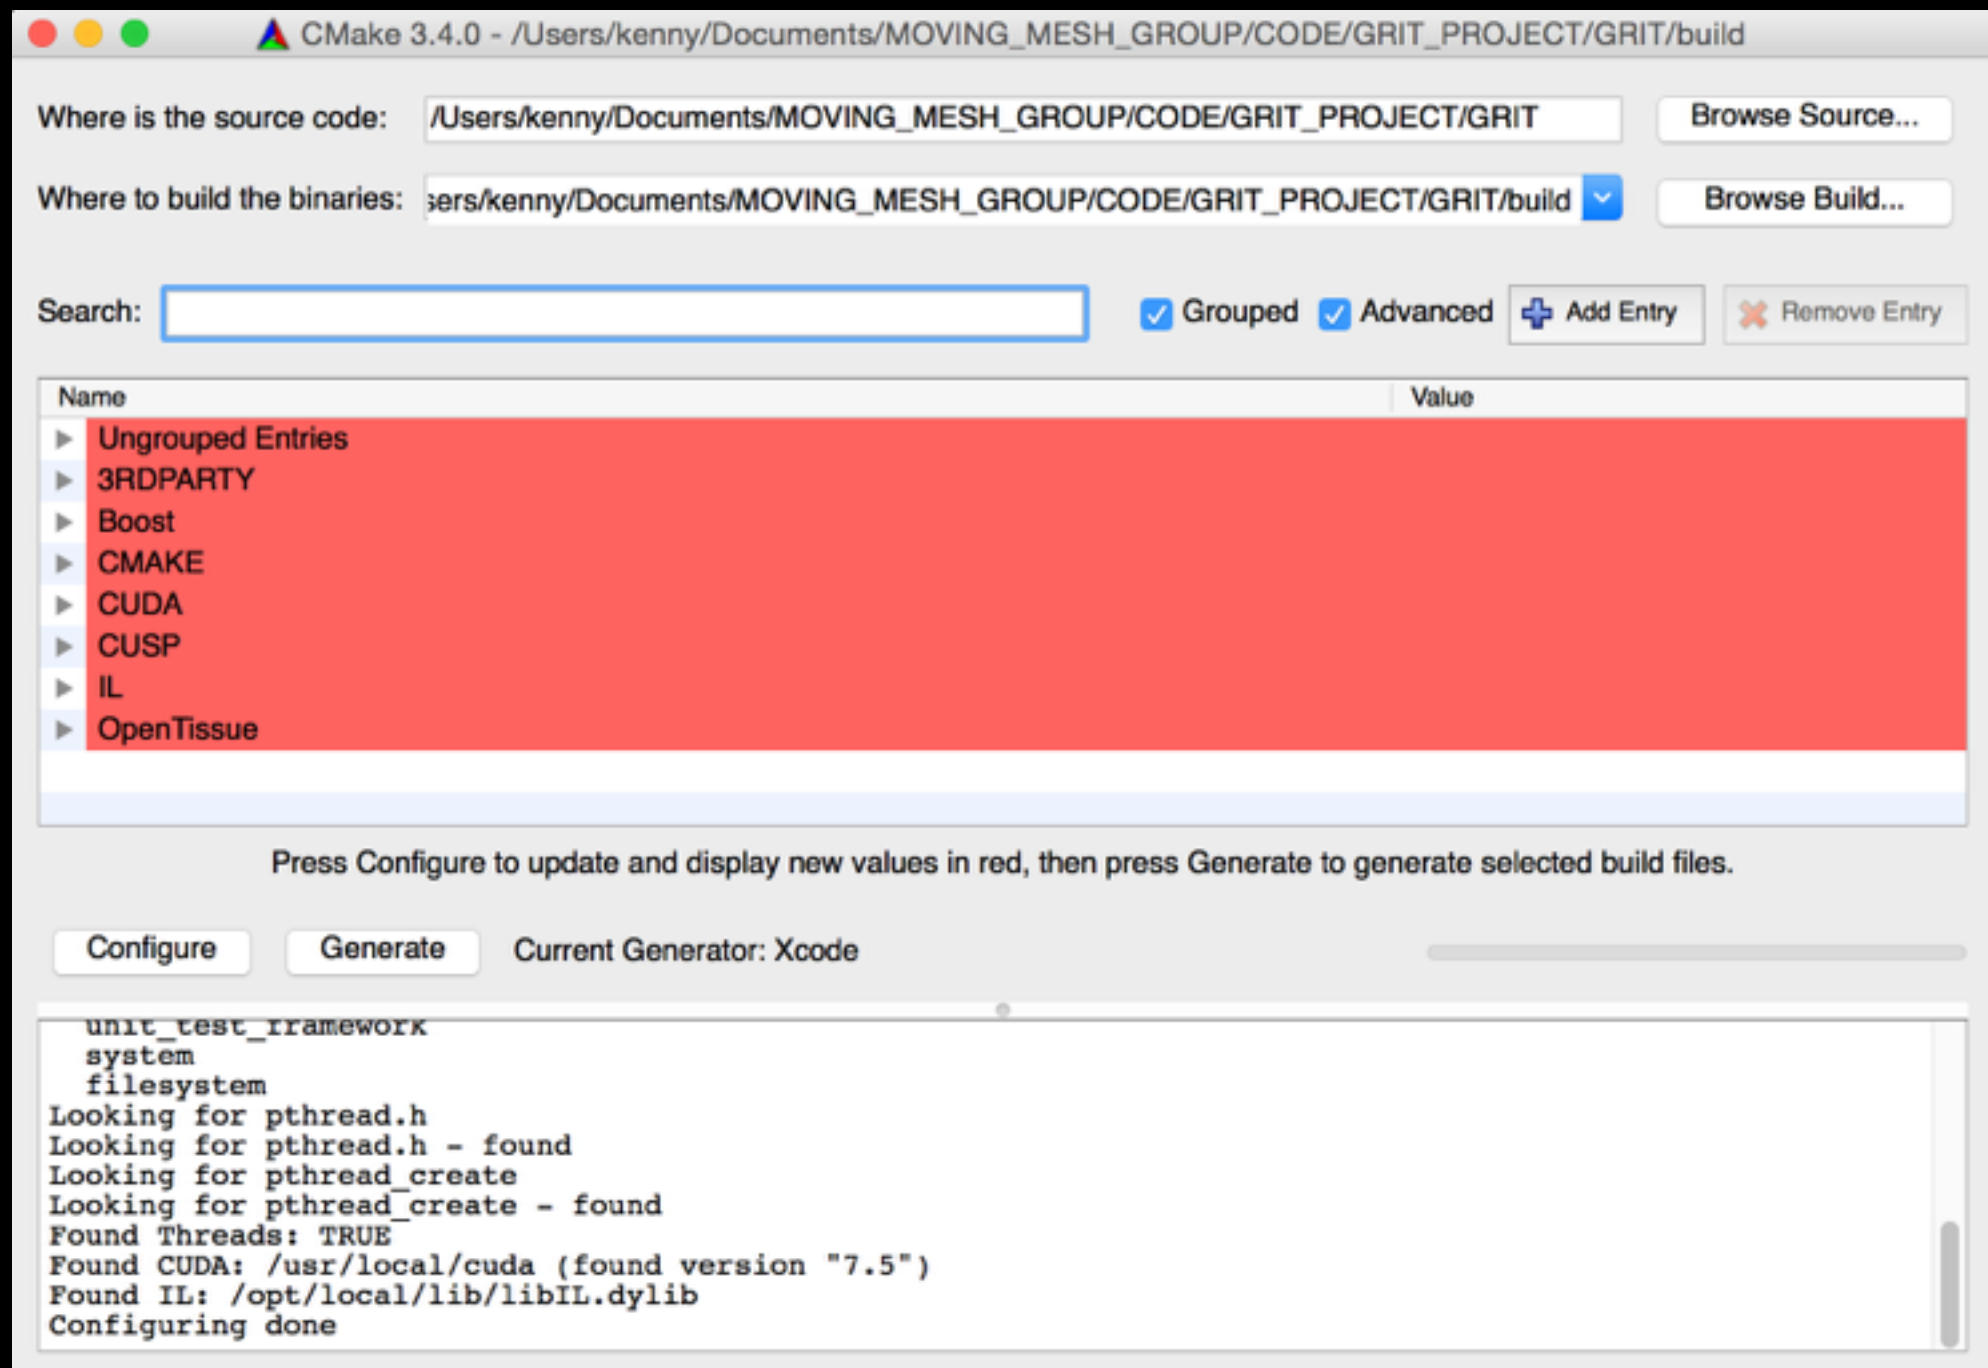 CMake 3.4.0 - /Users/kenny/Documents/MOVING_MESH_GROUP/CODE/GRIT_PROJECT/GRIT/build
Where is the source code: /Users/kenny/Documents/MOVING_MESH_GROUP/CODE/GRIT_PROJECT/GRIT Browse Source...
Where to build the binaries: sers/kenny/Documents/MOVING_MESH_GROUP/CODE/GRIT_PROJECT/GRIT/build Browse Build...
Search: Grouped Advanced Add Entry Remove Entry
Name Value
Ungrouped Entries
3RDPARTY
Boost
CMAKE
CUDA
CUSP
IL
OpenTissue
Press Configure to update and display new values in red, then press Generate to generate selected build files.
Configure Generate Current Generator: Xcode
unit_test_framework
system
filesystem
Looking for pthread.h
Looking for pthread.h - found
Looking for pthread_create
Looking for pthread_create - found
Found Threads: TRUE
Found CUDA: /usr/local/cuda (found version "7.5")
Found IL: /opt/local/lib/libIL.dylib
Configuring done